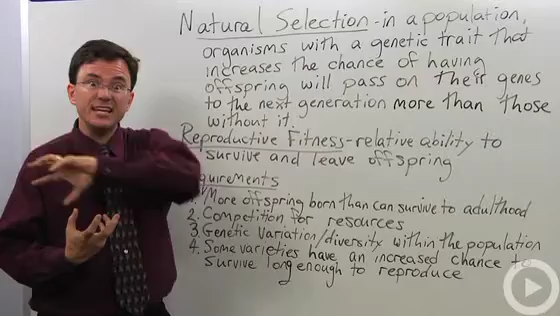 Natural Selection - in a population,
organisms with a genetic trait that
increases the chance of having
offspring will pass on their genes
to the next generation more than those
without it.
Reproductive Fitness - relative ability to
survive and leave offspring
quirements
1. More offspring born than can survive to adulthood
2. Competition for resources
3 Genetic Variation/diversity within the population
4. Some varieties have an increased chance to
survive long enough to reproduce